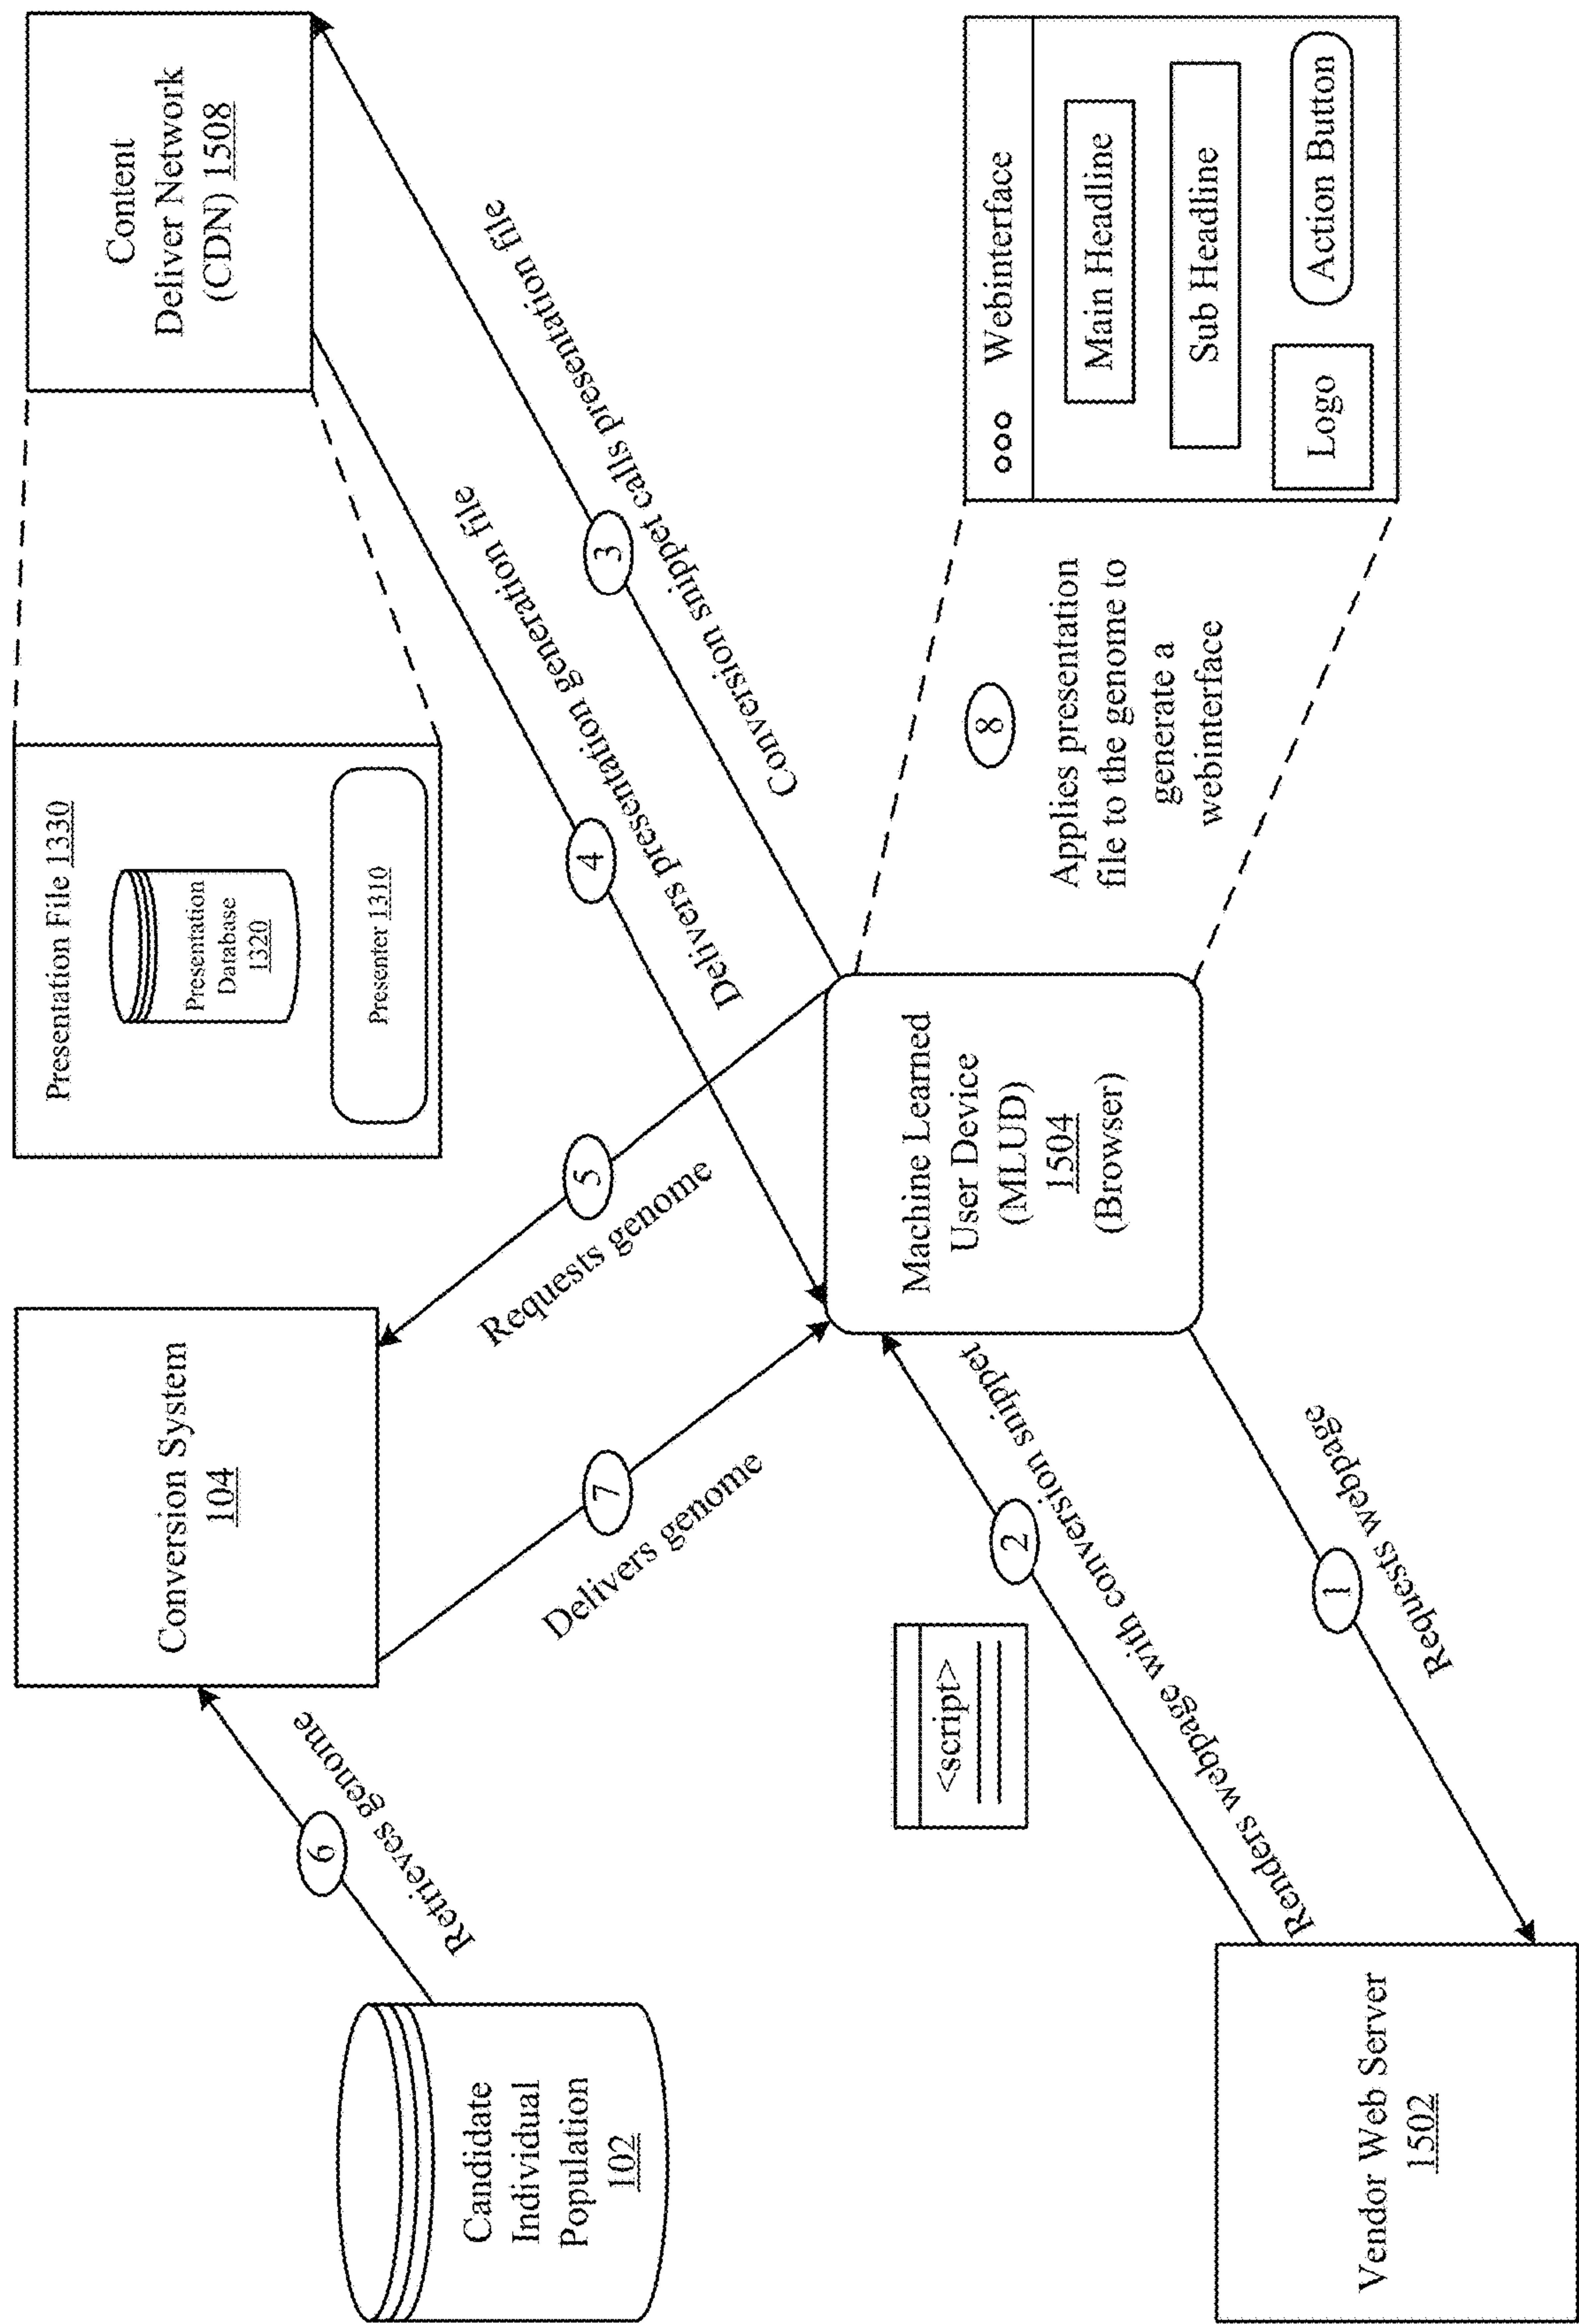 Candidate
Individual
Population
102
6
Retrieves genome
Conversion System
104
5
Requests genome
7
Delivers genome
Presentation File 1330
Presentation
Database
1320
Presenter 1310
Content
Deliver Network
(CDN) 1508
4
Delivers presentation generation file
3
Conversion snippet calls presentation file
<script>
2
Renders webpage with conversion snippet
Machine Learned
User Device
(MLUD)
1504
(Browser)
1
Requests webpage
Vendor Web Server
1502
8
Applies presentation
file to the genome to
generate a
webinterface
Webinterface
Main Headline
Sub Headline
Logo
Action Button